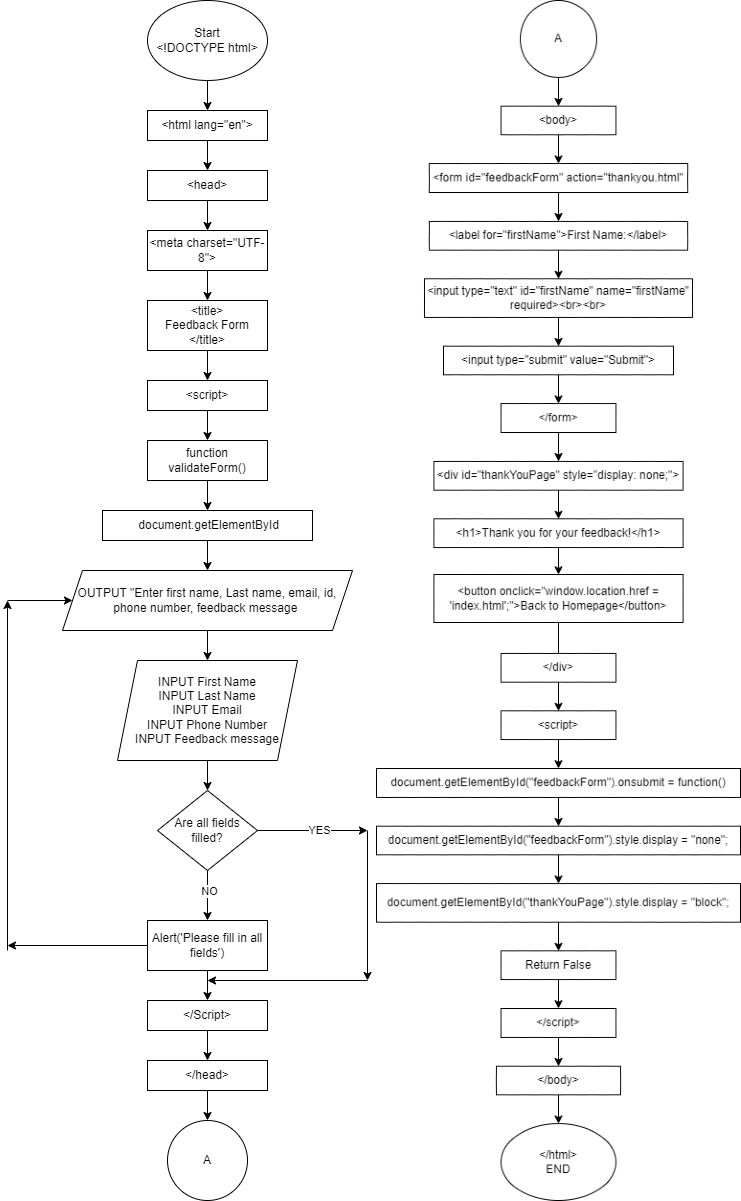 Start
<!DOCTYPE html>
<html lang="en">
<head>
<meta charset="UTF-
8">
<title>
Feedback Form
</title>
<script>
function
validateForm()
document.getElementById
OUTPUT "Enter first name, Last name, email, id,
phone number, feedback message
INPUT First Name
INPUT Last Name
INPUT Email
INPUT Phone Number
INPUT Feedback message
Are all fields
filled?
YES
NO
Alert('Please fill in all
fields')
</Script>
</head>
A
A
<body>
<form id="feedbackForm" action="thankyou.html"
<label for="firstName">First Name:</label>
<input type="text" id="firstName" name="firstName"
required><br><br>
<input type="submit" value="Submit">
</form>
<div id="thankYouPage" style="display: none;">
<h1>Thank you for your feedback!</h1>
<button onclick="window.location.href =
'index.html';">Back to Homepage</button>
</div>
<script>
document.getElementById("feedbackForm").onsubmit = function()
document.getElementById("feedbackForm").style.display = "none";
document.getElementById("thankYouPage").style.display = "block";
Return False
</script>
</body>
</html>
END